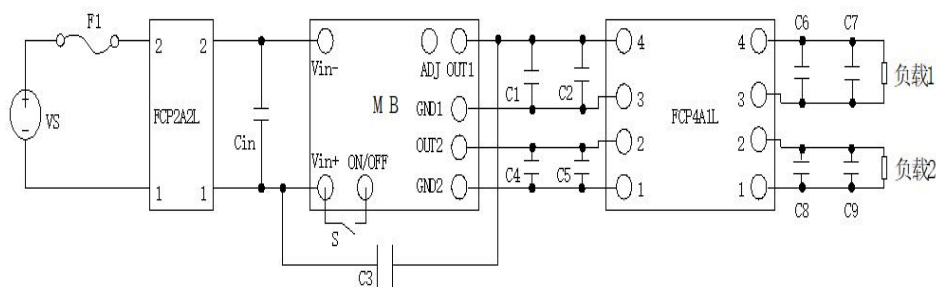 F1
VS
2 2
FCP2A2L
1 1
Cin
Vin-
ADJ OUT1
M B
GND1
OUT2
Vin+ ON/OFF
GND2
S
C3
C1 C2
C4 C5
4 4
3 3
FCP4A1L
2 2
1 1
C6 C7
负载1
负载2
C8 C9